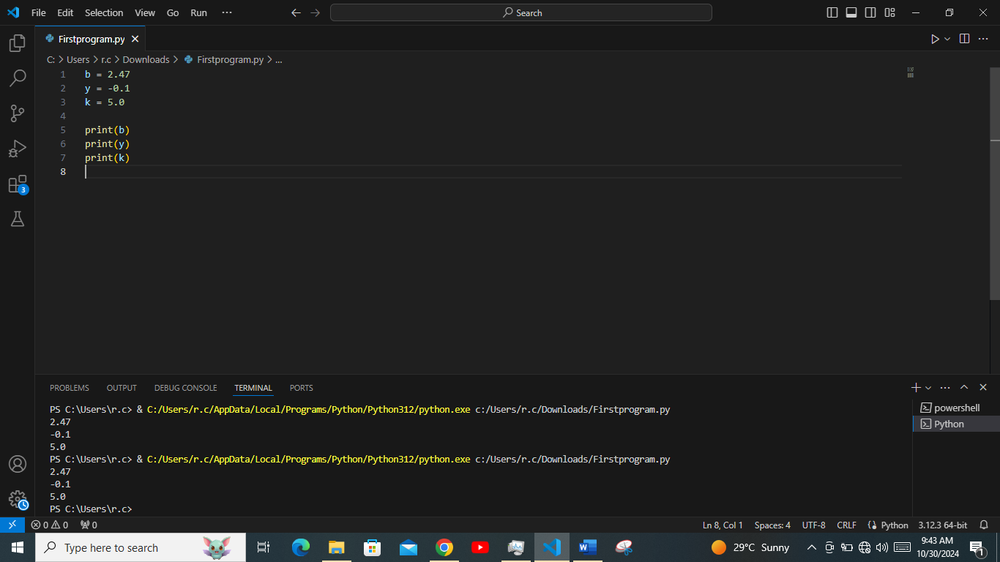 File Edit Selection View Go Run ··· Search
Firstprogram.py
C: > Users > r.c > Downloads > Firstprogram.py > ...
1 b = 2.47
2 y = -0.1
3 k = 5.0
4
5 print(b)
6 print(y)
7 print(k)
8
3
PROBLEMS OUTPUT DEBUG CONSOLE TERMINAL PORTS
PS C:\Users\r.c> & C:/Users/r.c/AppData/Local/Programs/Python/Python312/python.exe c:/Users/r.c/Downloads/Firstprogram.py
2.47
-0.1
5.0
PS C:\Users\r.c> & C:/Users/r.c/AppData/Local/Programs/Python/Python312/python.exe c:/Users/r.c/Downloads/Firstprogram.py
2.47
-0.1
5.0
PS C:\Users\r.c>
powershell
Python
0 0 0 Ln 8, Col 1 Spaces: 4 UTF-8 CRLF Python 3.12.3 64-bit
Type here to search 29°C Sunny 9:43 AM
10/30/2024 1